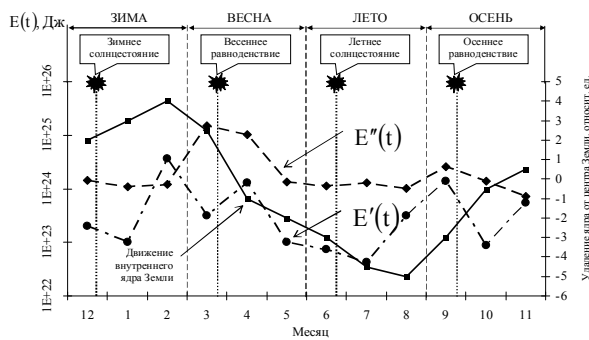 E(t), Дж
ЗИМА
ВЕСНА
ЛЕТО
ОСЕНЬ
Зимнее
солнцестояние
Весеннее
равноденствие
Летнее
солнцестояние
Осеннее
равноденствие
1E+26
1E+25
1E+24
1E+23
1E+22
E″(t)
E′(t)
Движение
внутреннего
ядра Земли
5
4
3
2
1
0
-1
-2
-3
-4
-5
-6
Удаление ядра от центра Земли, относит. ед.
12 1 2 3 4 5 6 7 8 9 10 11
Месяц